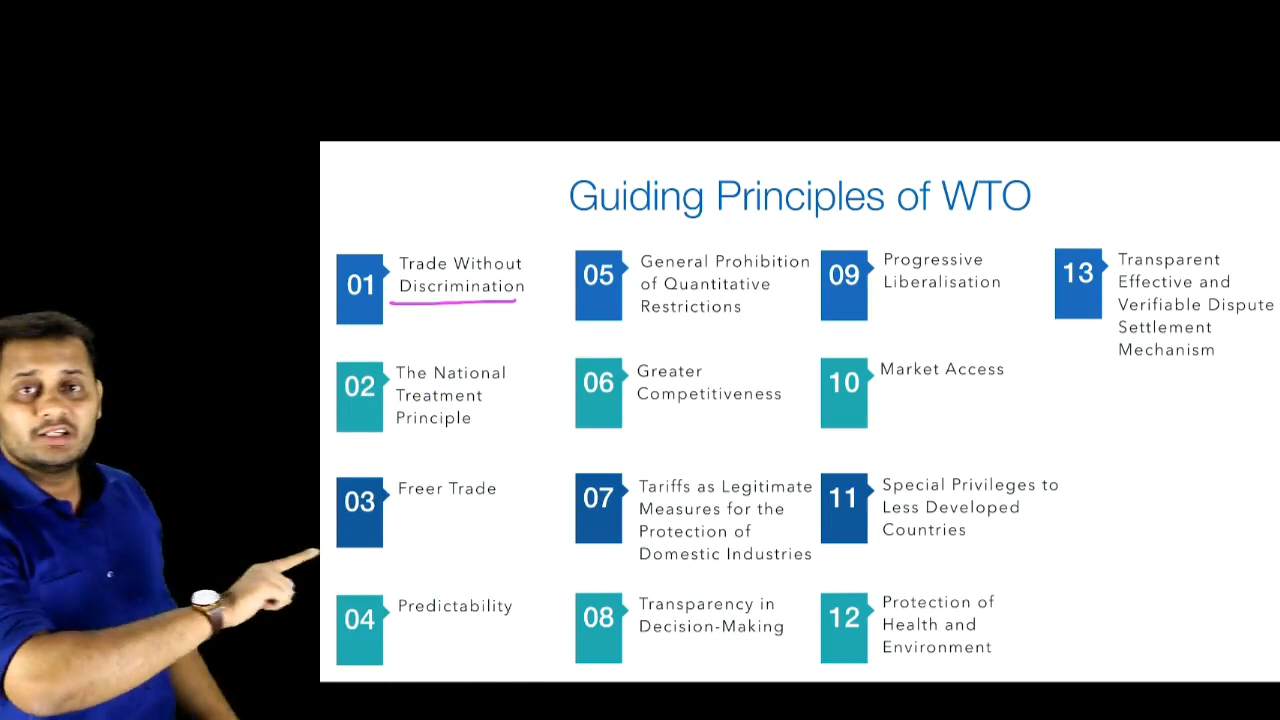 Guiding Principles of WTO
01
Trade Without
Discrimination
02
The National
Treatment
Principle
03
Freer Trade
04
Predictability
05
General Prohibition
of Quantitative
Restrictions
06
Greater
Competitiveness
07
Tariffs as Legitimate
Measures for the
Protection of
Domestic Industries
08
Transparency in
Decision-Making
09
Progressive
Liberalisation
10
Market Access
11
Special Privileges to
Less Developed
Countries
12
Protection of
Health and
Environment
13
Transparent
Effective and
Verifiable Dispute
Settlement
Mechanism